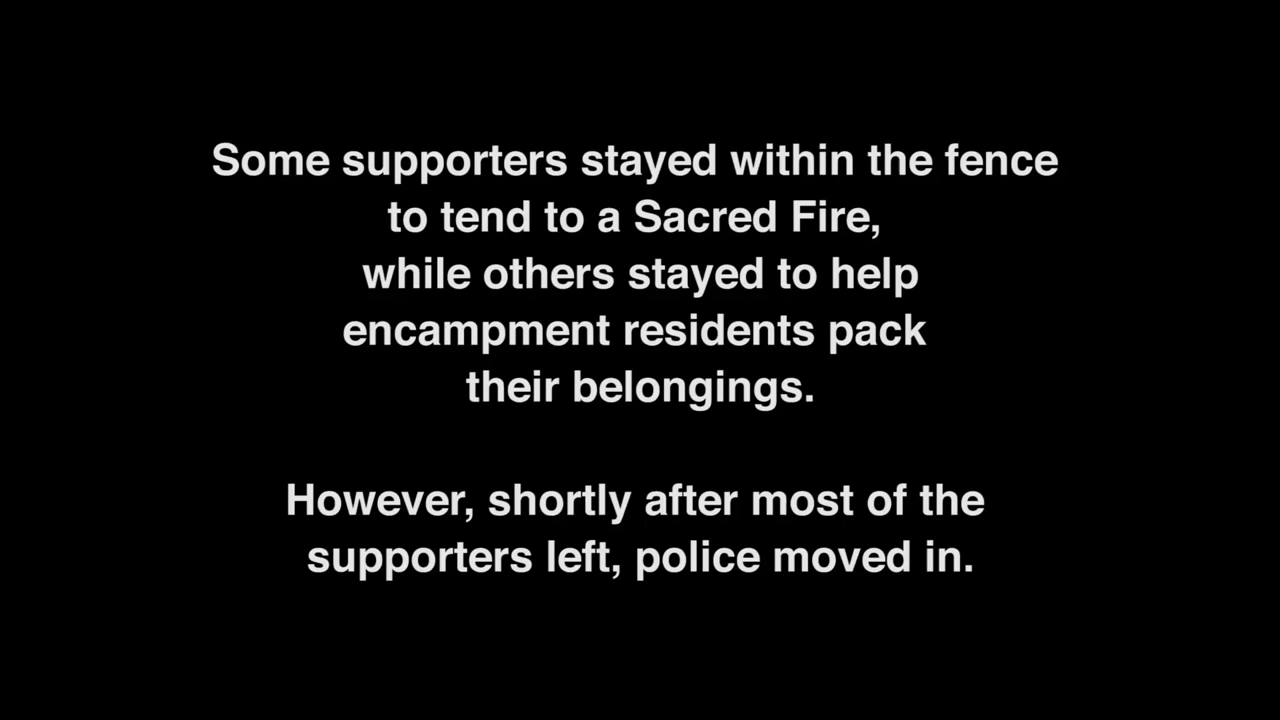 Some supporters stayed within the fence
to tend to a Sacred Fire,
while others stayed to help
encampment residents pack
their belongings.
However, shortly after most of the
supporters left, police moved in.